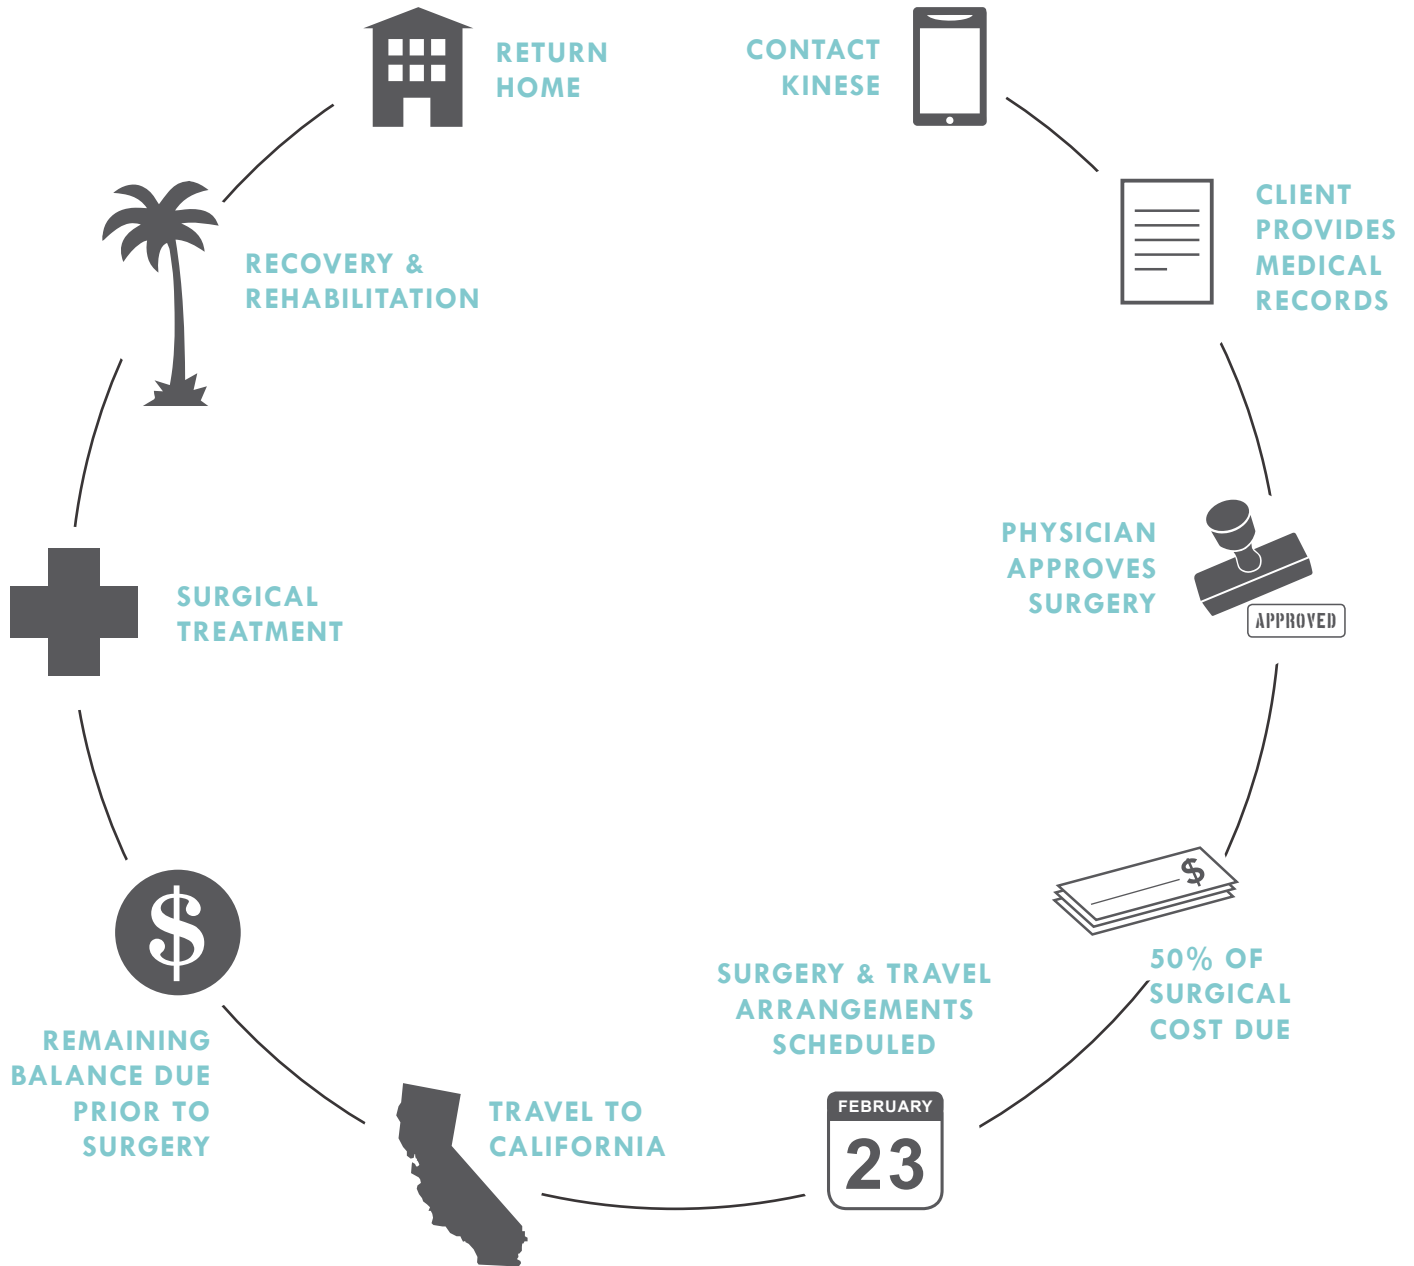 CONTACT
KINESE
CLIENT
PROVIDES
MEDICAL
RECORDS
PHYSICIAN
APPROVES
SURGERY
APPROVED
$
50% OF
SURGICAL
COST DUE
SURGERY & TRAVEL
ARRANGEMENTS
SCHEDULED
FEBRUARY
23
TRAVEL TO
CALIFORNIA
$
REMAINING
BALANCE DUE
PRIOR TO
SURGERY
SURGICAL
TREATMENT
RECOVERY &
REHABILITATION
RETURN
HOME